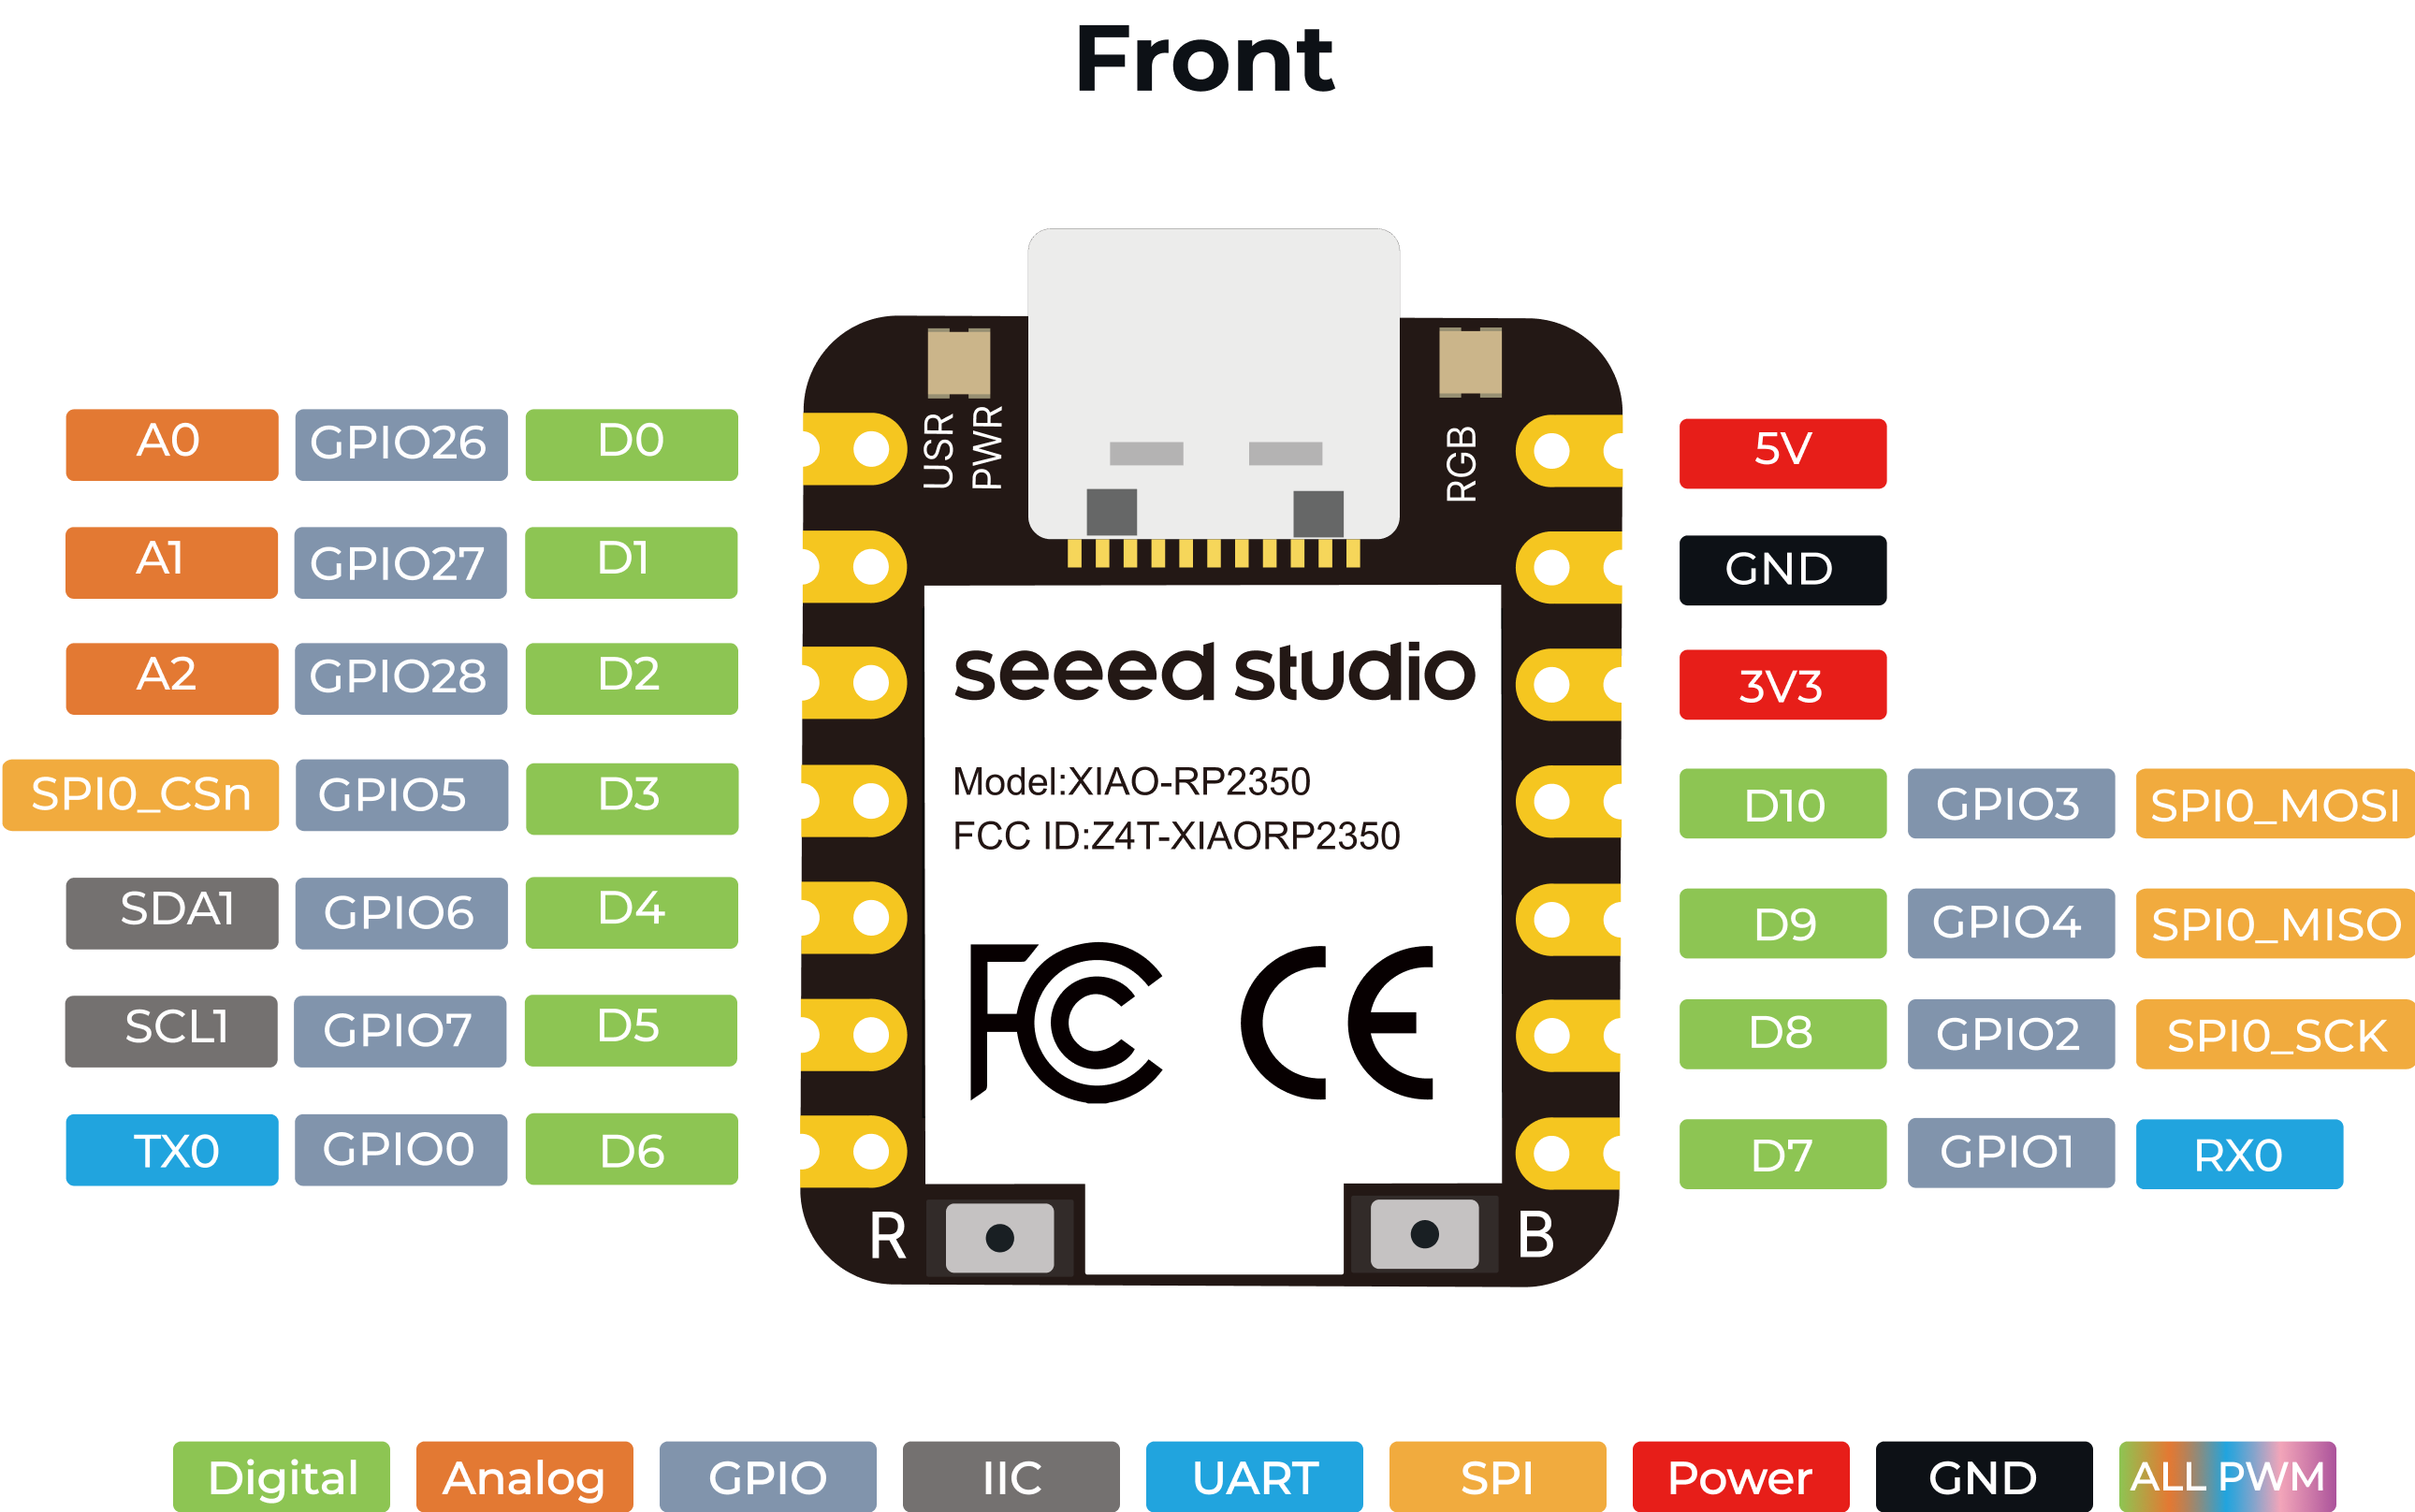 Front
USR
PWR
RGB
A0 GPIO26 D0
5V
A1 GPIO27 D1
GND
A2 GPIO28 D2
3V3
seeed studio
Model:XIAO-RP2350
FCC ID:Z4T-XIAORP2350
SPI0_CSn GPIO5 D3
D10 GPIO3 SPI0_MOSI
SDA1 GPIO6 D4
D9 GPIO4 SPI0_MISO
FC CE
SCL1 GPIO7 D5
D8 GPIO2 SPI0_SCK
TX0 GPIO0 D6
D7 GPIO1 RX0
R
B
Digital Analog GPIO IIC UART SPI Power GND ALL PWM